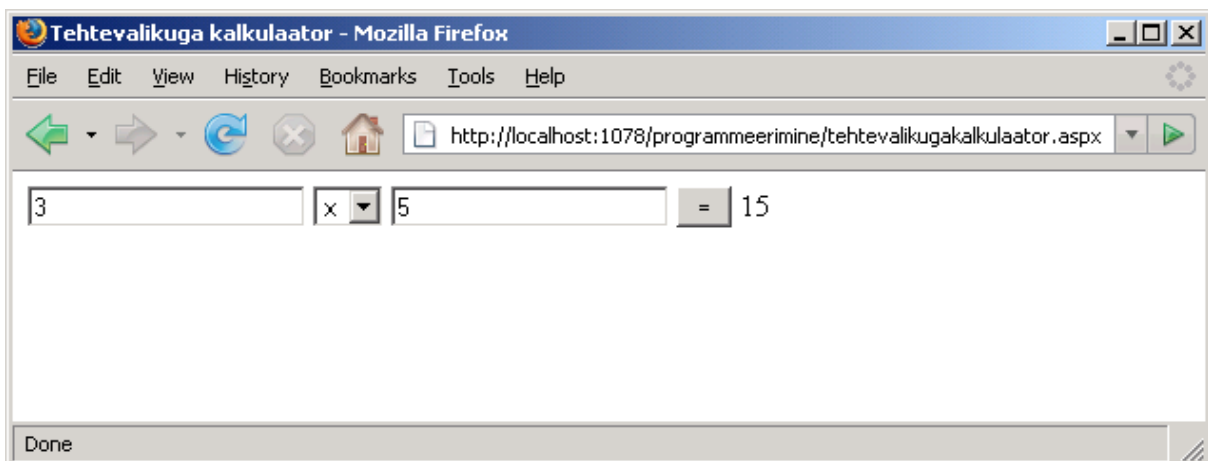 Tehtevalikuga kalkulaator - Mozilla Firefox
File Edit View History Bookmarks Tools Help
http://localhost:1078/programmeerimine/tehtevalikugakalkulaator.aspx
3 x 5 = 15
Done